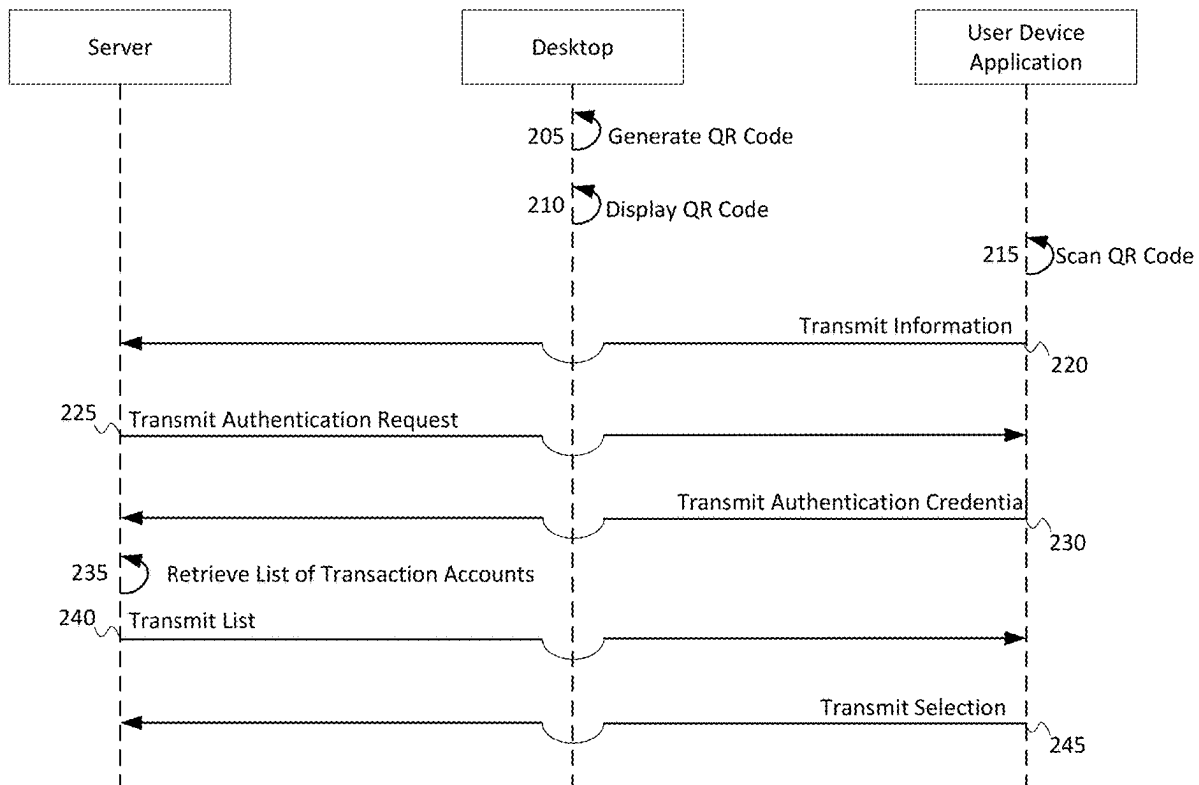 Server
Desktop
User Device
Application
205
Generate QR Code
210
Display QR Code
215
Scan QR Code
Transmit Information
220
225
Transmit Authentication Request
Transmit Authentication Credentia
230
235
Retrieve List of Transaction Accounts
240
Transmit List
Transmit Selection
245